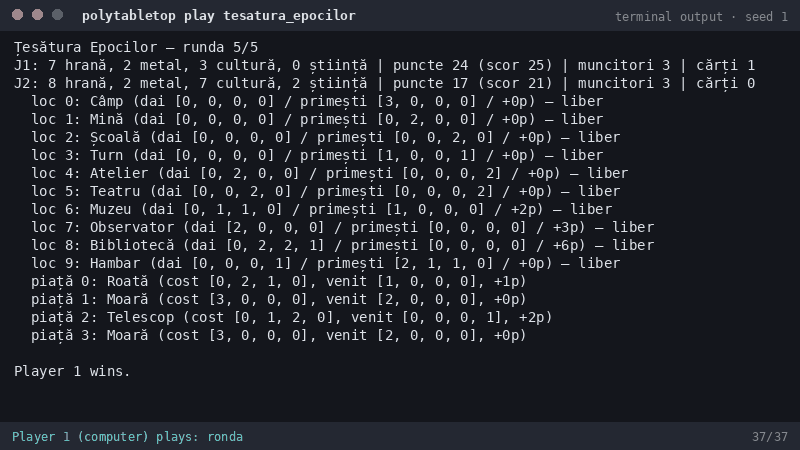 polytabletop play tesatura_epocilor
terminal output · seed 1
Țesătura Epocilor — runda 5/5
J1: 7 hrană, 2 metal, 3 cultură, 0 știință | puncte 24 (scor 25) | muncitori 3 | cărți 1
J2: 8 hrană, 2 metal, 7 cultură, 2 știință | puncte 17 (scor 21) | muncitori 3 | cărți 0
loc 0: Câmp (dai [0, 0, 0, 0] / primești [3, 0, 0, 0] / +0p) — liber
loc 1: Mină (dai [0, 0, 0, 0] / primești [0, 2, 0, 0] / +0p) — liber
loc 2: Școală (dai [0, 0, 0, 0] / primești [0, 0, 2, 0] / +0p) — liber
loc 3: Turn (dai [0, 0, 0, 0] / primești [1, 0, 0, 1] / +0p) — liber
loc 4: Atelier (dai [0, 2, 0, 0] / primești [0, 0, 0, 2] / +0p) — liber
loc 5: Teatru (dai [0, 0, 2, 0] / primești [0, 0, 0, 2] / +0p) — liber
loc 6: Muzeu (dai [0, 1, 1, 0] / primești [1, 0, 0, 0] / +2p) — liber
loc 7: Observator (dai [2, 0, 0, 0] / primești [0, 0, 0, 0] / +3p) — liber
loc 8: Bibliotecă (dai [0, 2, 2, 1] / primești [0, 0, 0, 0] / +6p) — liber
loc 9: Hambar (dai [0, 0, 0, 1] / primești [2, 1, 1, 0] / +0p) — liber
piață 0: Roată (cost [0, 2, 1, 0], venit [1, 0, 0, 0], +1p)
piață 1: Moară (cost [3, 0, 0, 0], venit [2, 0, 0, 0], +0p)
piață 2: Telescop (cost [0, 1, 2, 0], venit [0, 0, 0, 1], +2p)
piață 3: Moară (cost [3, 0, 0, 0], venit [2, 0, 0, 0], +0p)
Player 1 wins.
Player 1 (computer) plays: ronda
37/37